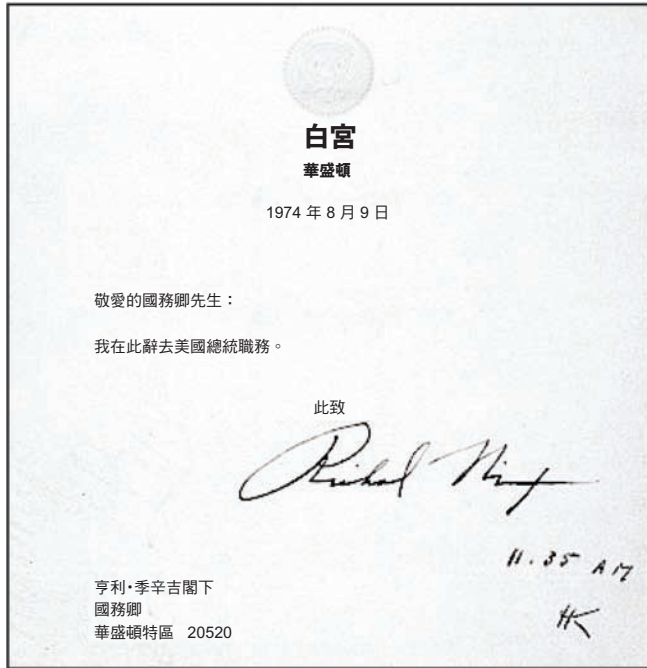 白宮
華盛頓
1974 年 8 月 9 日
敬愛的國務卿先生：
我在此辭去美國總統職務。
此致
Richard Nixon
11.35 AM
HK
亨利·季辛吉閣下
國務卿
華盛頓特區 20520